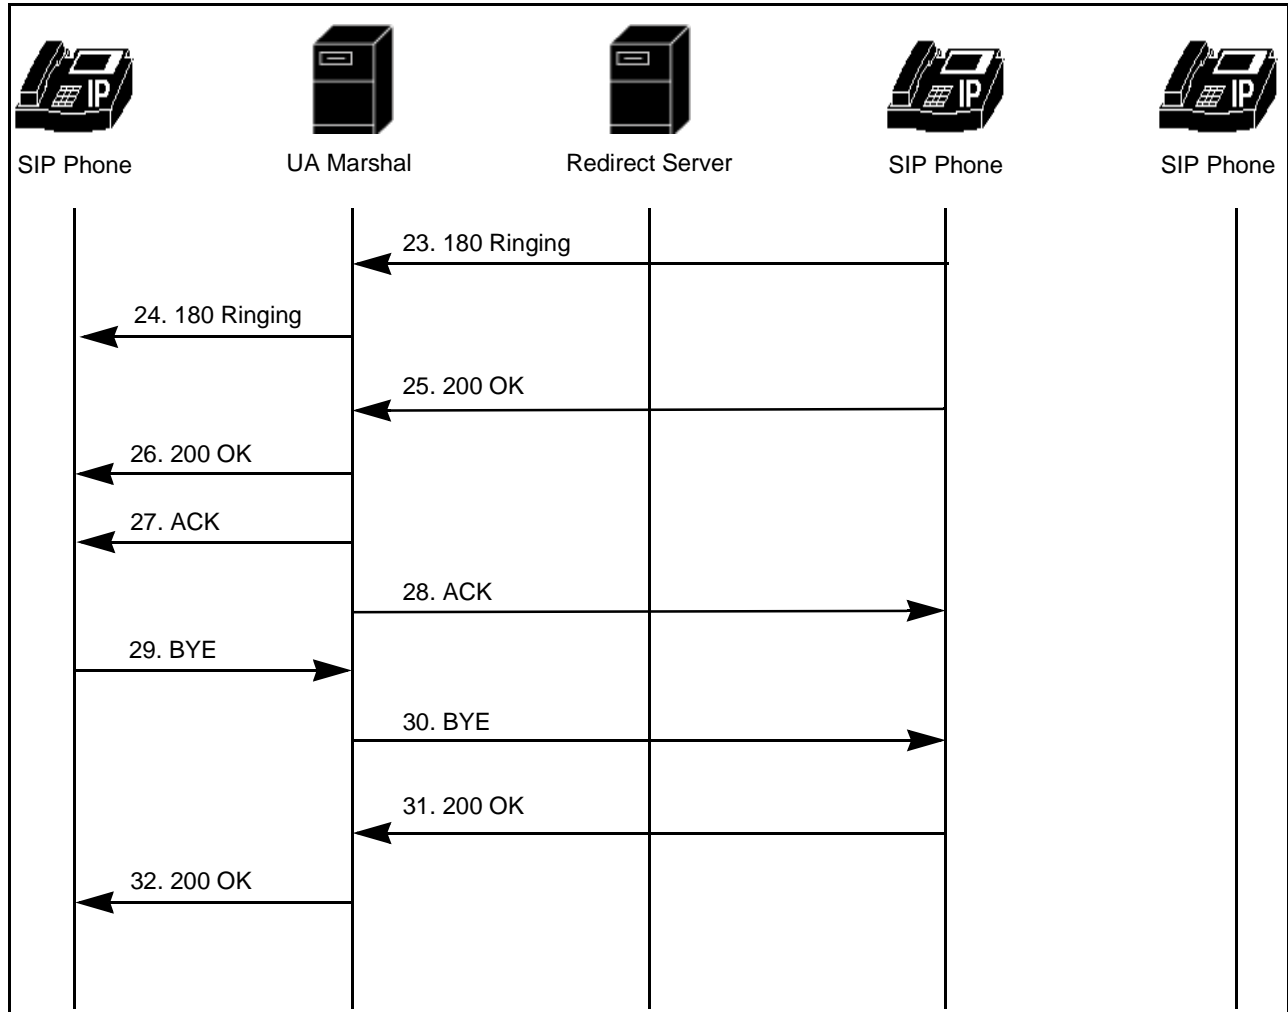 IP
IP
IP
SIP Phone
UA Marshal
Redirect Server
SIP Phone
SIP Phone
23. 180 Ringing
24. 180 Ringing
25. 200 OK
26. 200 OK
27. ACK
28. ACK
29. BYE
30. BYE
31. 200 OK
32. 200 OK